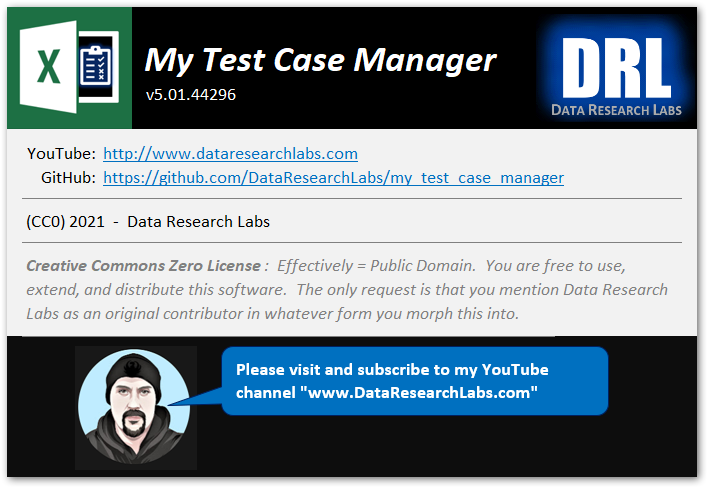 X
My Test Case Manager
v5.01.44296
DRL
DATA RESEARCH LABS
YouTube: http://www.dataresearchlabs.com
GitHub: https://github.com/DataResearchLabs/my_test_case_manager
(CC0) 2021 - Data Research Labs
Creative Commons Zero License : Effectively = Public Domain. You are free to use,
extend, and distribute this software. The only request is that you mention Data Research
Labs as an original contributor in whatever form you morph this into.
Please visit and subscribe to my YouTube
channel "www.DataResearchLabs.com"